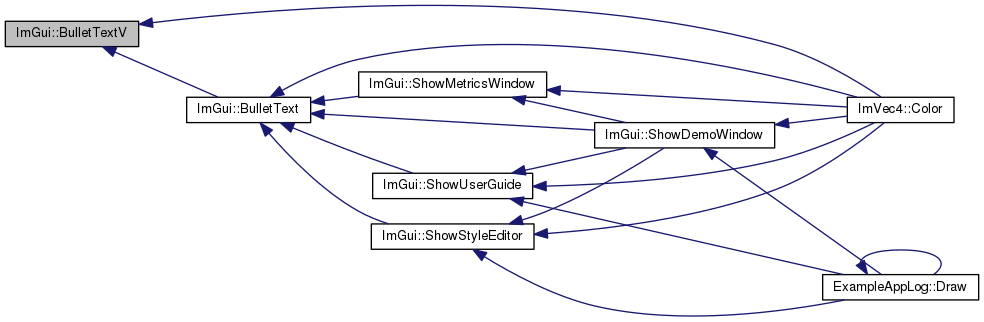 ImGui::BulletTextV
ImGui::BulletText
ImGui::ShowMetricsWindow
ImVec4::Color
ImGui::ShowDemoWindow
ImGui::ShowUserGuide
ImGui::ShowStyleEditor
ExampleAppLog::Draw